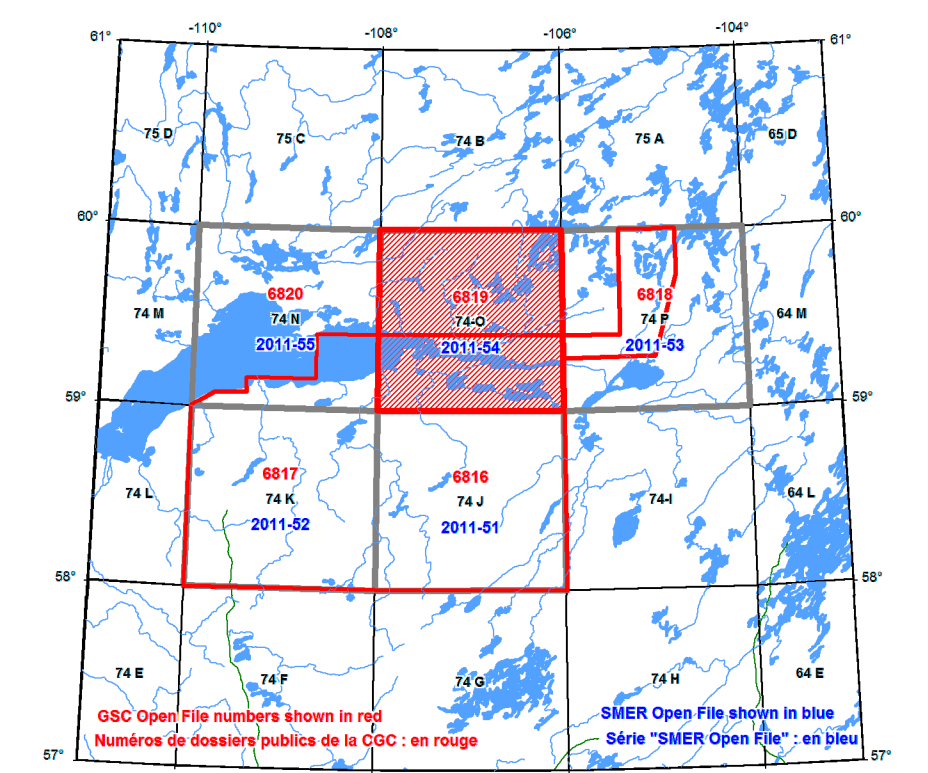 -110°
-108°
-106°
-104°
61°
61°
75 D
75 C
74 B
75 A
65 D
60°
60°
6820
6819
6818
74 M
74 N
74-O
74 P
64 M
2011-55
2011-54
2011-53
59°
59°
6817
6816
74 L
74 K
74 J
74-I
64 L
2011-52
2011-51
58°
58°
74 E
74 F
74 G
74 H
64 E
GSC Open File numbers shown in red
SMER Open File shown in blue
Numéros de dossiers publics de la CGC : en rouge
Série "SMER Open File" : en bleu
57°
57°